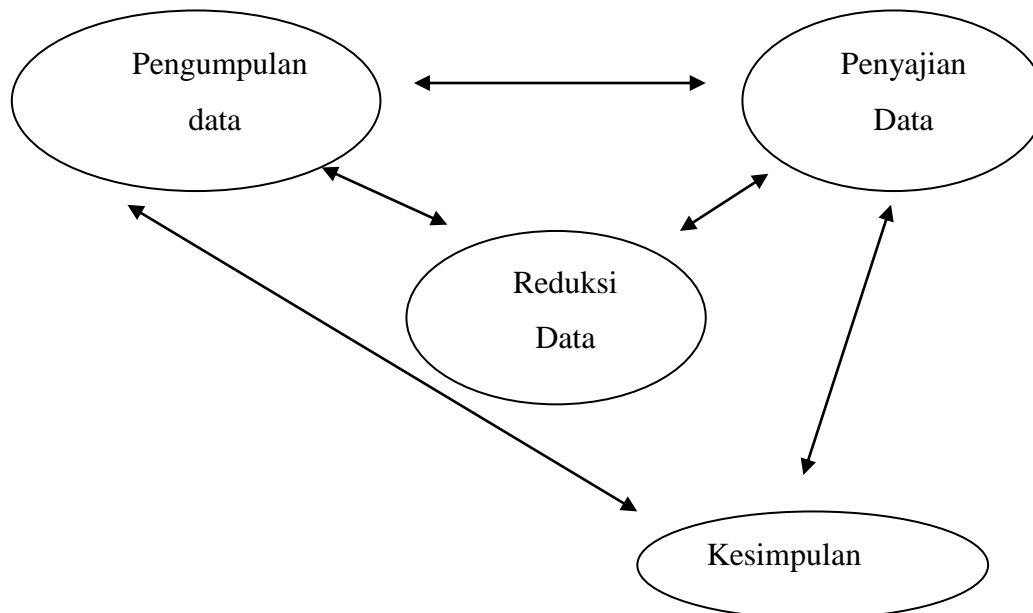 Pengumpulan
data
Penyajian
Data
Reduksi
Data
Kesimpulan